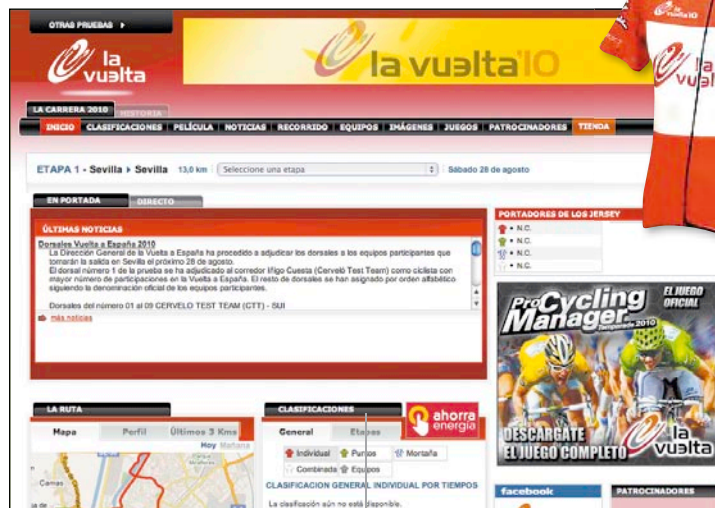 OTRAS PRUEBAS
la
vuelta
la vuelta'10
vuelta'10
la
LA CARRERA 2010 HISTORIA
INICIO CLASIFICACIONES PELÍCULA NOTICIAS RECORRIDO EQUIPOS IMÁGENES JUEGOS PATROCINADORES TIENDA
ETAPA 1 - Sevilla Sevilla 13,0 km Seleccione una etapa Sábado 28 de agosto
EN PORTADA DIRECTO
ÚLTIMAS NOTICIAS
Dorsales Vuelta a España 2010
La Dirección General de la Vuelta a España ha procedido a adjudicar los dorsales a los equipos participantes que
tomarán la salida en Sevilla el próximo 28 de agosto.
El dorsal número 1 de la prueba se ha adjudicado al corredor Iñigo Cuesta (Cervelò Test Team) como ciclista con
mayor número de participaciones en la Vuelta a España. El resto de dorsales se han asignado por orden alfabético
siguiendo la denominación oficial de los equipos participantes.
Dorsales del número 01 al 09 CERVELO TEST TEAM (CTT) - SUI
más noticias
PORTADORES DE LOS JERSEY
• N.C.
• N.C.
• N.C.
• N.C.
ProCycling
Manager
Temporada 2010
EL JUEGO
OFICIAL
DESCARGATE
EL JUEGO COMPLETO
la
vuelta
LA RUTA
Mapa Perfil Últimos 3 Kms
Hoy Mañana
Camas
CLASIFICACIONES
ahorra
energía
General Etapas
Individual Puntos Montaña
Combinada Equipos
CLASIFICACION GENERAL INDIVIDUAL POR TIEMPOS
La clasificación aún no está disponible.
facebook
PATROCINADORES